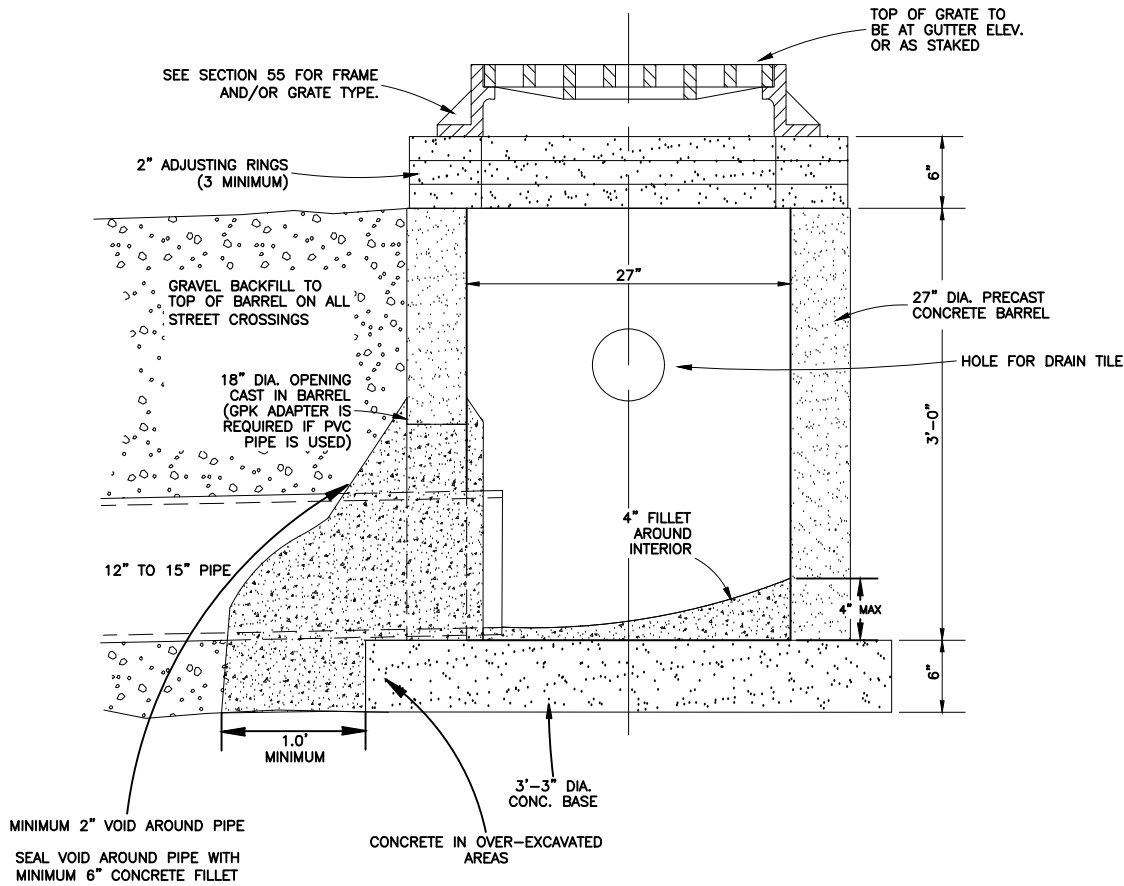 TOP OF GRATE TO
BE AT GUTTER ELEV.
OR AS STAKED
SEE SECTION 55 FOR FRAME
AND/OR GRATE TYPE.
2" ADJUSTING RINGS
(3 MINIMUM)
6"
GRAVEL BACKFILL TO
TOP OF BARREL ON ALL
STREET CROSSINGS
27"
27" DIA. PRECAST
CONCRETE BARREL
HOLE FOR DRAIN TILE
18" DIA. OPENING
CAST IN BARREL
(GPK ADAPTER IS
REQUIRED IF PVC
PIPE IS USED)
3'-0"
4" FILLET
AROUND
INTERIOR
12" TO 15" PIPE
4" MAX
6"
1.0'
MINIMUM
3'-3" DIA.
CONC. BASE
MINIMUM 2" VOID AROUND PIPE
SEAL VOID AROUND PIPE WITH
MINIMUM 6" CONCRETE FILLET
CONCRETE IN OVER-EXCAVATED
AREAS